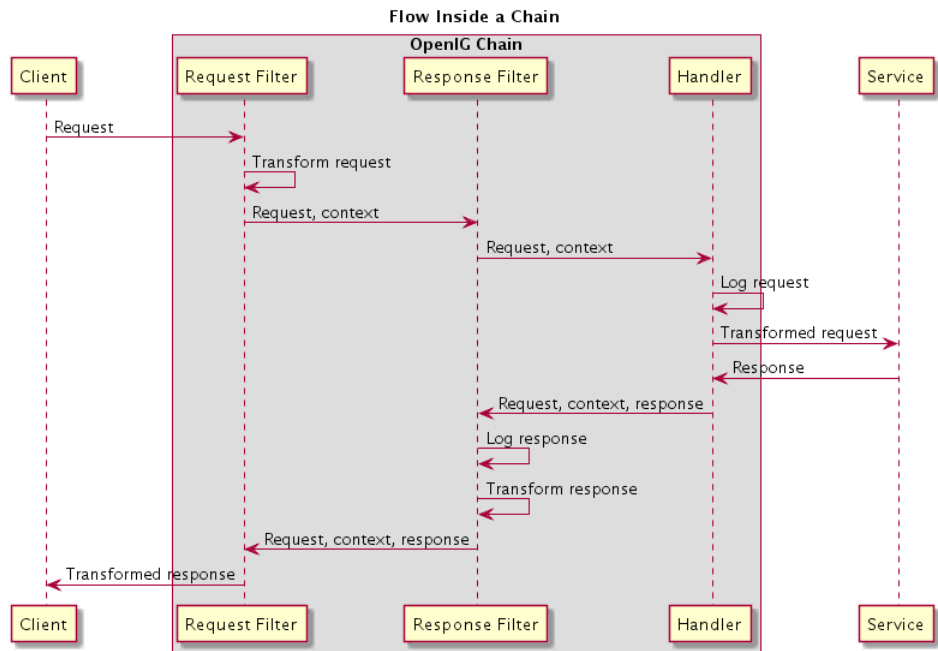 Flow Inside a Chain
OpenIG Chain
Client
Request Filter
Response Filter
Handler
Service
Request
Transform request
Request, context
Request, context
Log request
Transformed request
Response
Request, context, response
Log response
Transform response
Request, context, response
Transformed response
Client
Request Filter
Response Filter
Handler
Service